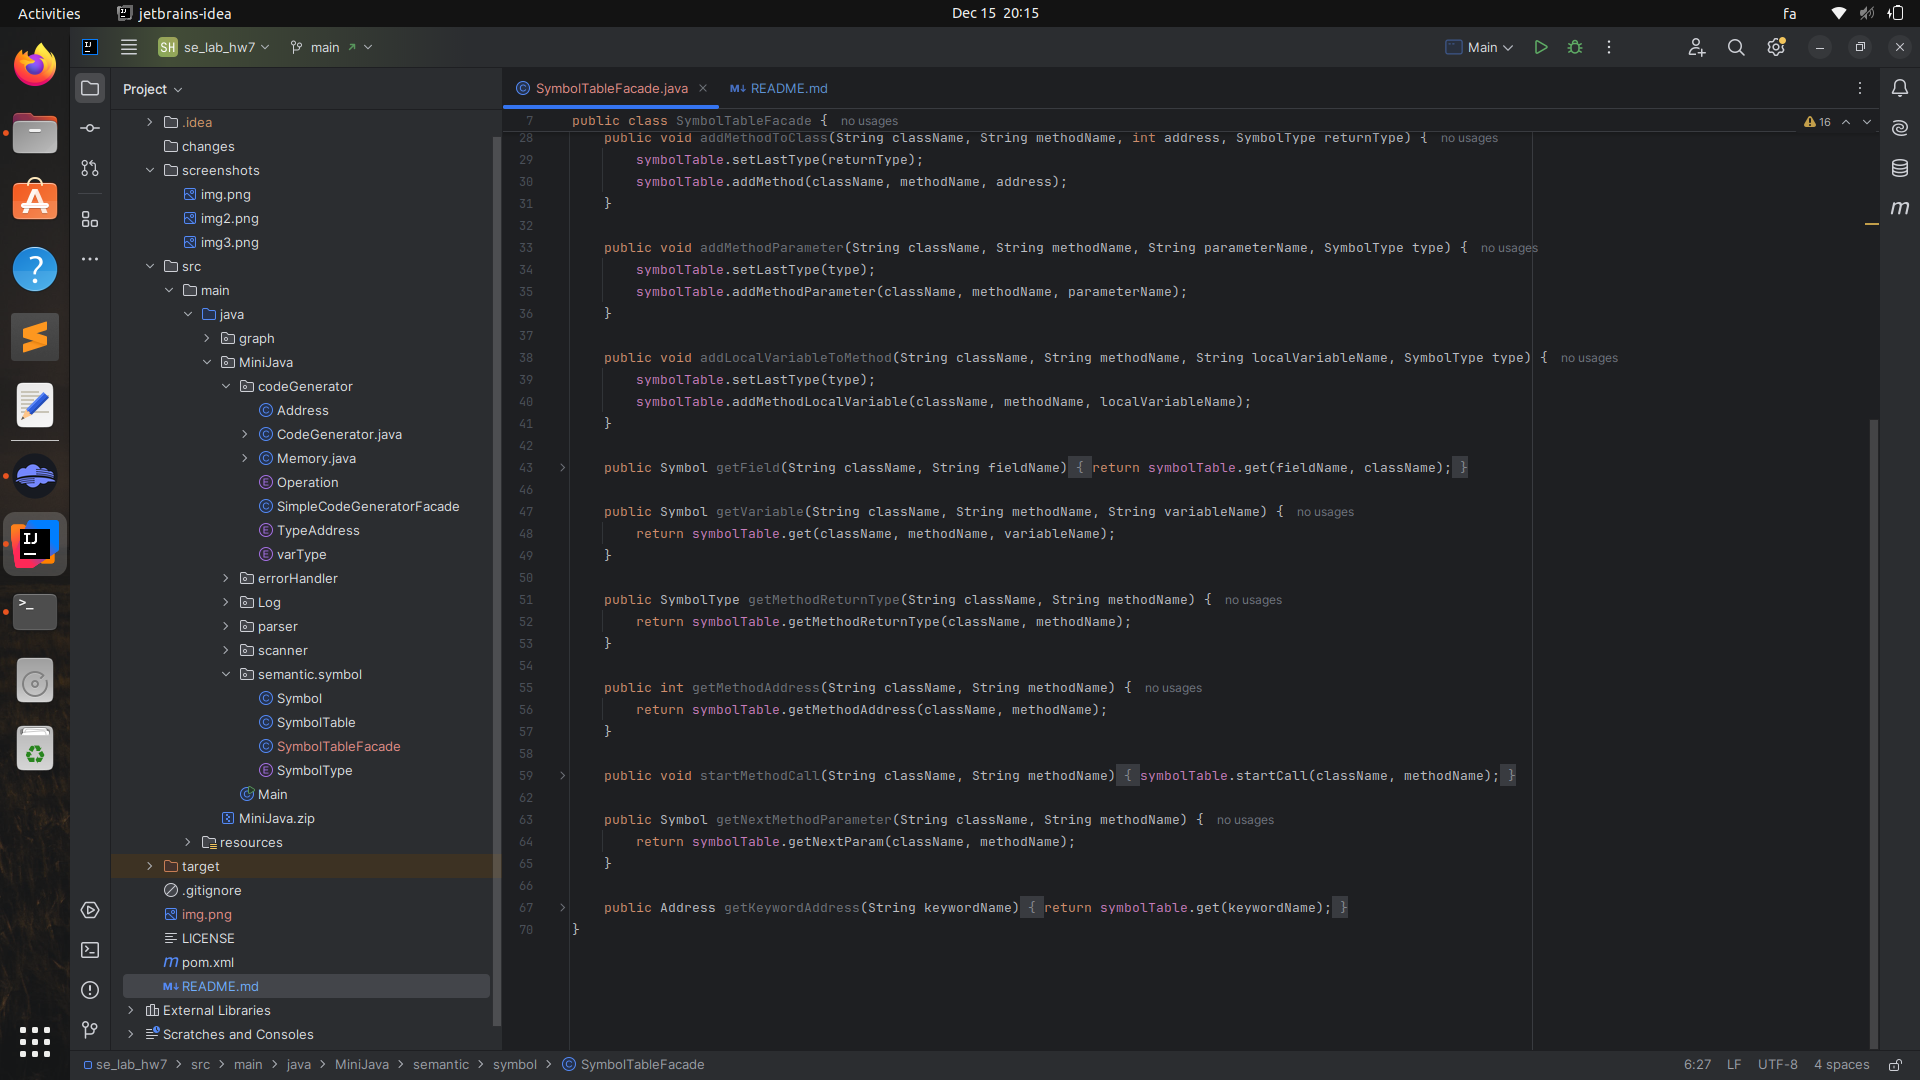 Activities
jetbrains-idea
Dec 15 20:15
fa
SH se_lab_hw7
main
Main
Project
.idea
changes
screenshots
img.png
img2.png
img3.png
src
main
java
graph
MiniJava
codeGenerator
Address
CodeGenerator.java
Memory.java
Operation
SimpleCodeGeneratorFacade
TypeAddress
varType
errorHandler
Log
parser
scanner
semantic.symbol
Symbol
SymbolTable
SymbolTableFacade
SymbolType
Main
MiniJava.zip
resources
target
.gitignore
img.png
LICENSE
pom.xml
README.md
External Libraries
Scratches and Consoles
SymbolTableFacade.java
README.md
16
7 public class SymbolTableFacade { no usages
28 public void addMethodToClass(String className, String methodName, int address, SymbolType returnType) { no usages
29 symbolTable.setLastType(returnType);
30 symbolTable.addMethod(className, methodName, address);
31 }
32
33 public void addMethodParameter(String className, String methodName, String parameterName, SymbolType type) { no usages
34 symbolTable.setLastType(type);
35 symbolTable.addMethodParameter(className, methodName, parameterName);
36 }
37
38 public void addLocalVariableToMethod(String className, String methodName, String localVariableName, SymbolType type) { no usages
39 symbolTable.setLastType(type);
40 symbolTable.addMethodLocalVariable(className, methodName, localVariableName);
41 }
42
43 public Symbol getField(String className, String fieldName) { return symbolTable.get(fieldName, className); }
46
47 public Symbol getVariable(String className, String methodName, String variableName) { no usages
48 return symbolTable.get(className, methodName, variableName);
49 }
50
51 public SymbolType getMethodReturnType(String className, String methodName) { no usages
52 return symbolTable.getMethodReturnType(className, methodName);
53 }
54
55 public int getMethodAddress(String className, String methodName) { no usages
56 return symbolTable.getMethodAddress(className, methodName);
57 }
58
59 public void startMethodCall(String className, String methodName) { symbolTable.startCall(className, methodName); }
62
63 public Symbol getNextMethodParameter(String className, String methodName) { no usages
64 return symbolTable.getNextParam(className, methodName);
65 }
66
67 public Address getKeywordAddress(String keywordName) { return symbolTable.get(keywordName); }
70 }
se_lab_hw7 > src > main > java > MiniJava > semantic > symbol > SymbolTableFacade
6:27 LF UTF-8 4 spaces